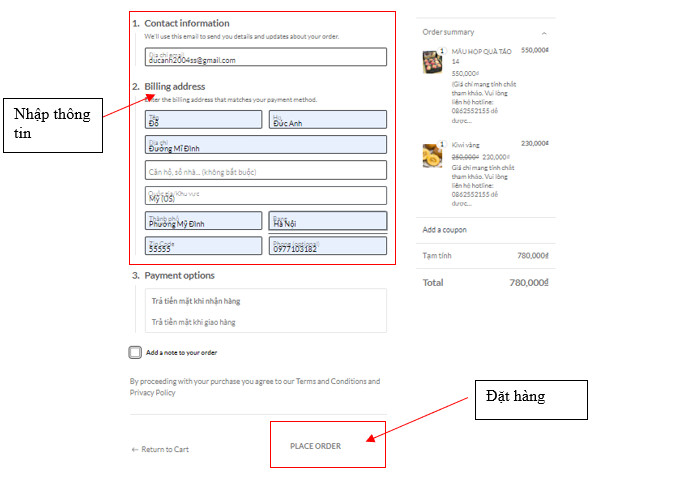 1. Contact information
We'll use this email to send you details and updates about your order.
Địa chỉ email
ducanh2004ss@gmail.com
2. Billing address
Enter the billing address that matches your payment method.
Nhập thông
tin
Tên
Đỗ
Họ
Đức Anh
Địa chỉ
Đường Mĩ Đình
Căn hộ, số nhà... (không bắt buộc)
Quốc gia/Khu vực
Mỹ (US)
Thành phố
Phường Mỹ Đình
Bang
Hà Nội
Zip Code
55555
Phone (optional)
0977103182
3. Payment options
Trả tiền mặt khi nhận hàng
Trả tiền mặt khi giao hàng
Add a note to your order
By proceeding with your purchase you agree to our Terms and Conditions and
Privacy Policy
← Return to Cart
PLACE ORDER
Đặt hàng
Order summary
1
MẪU HỘP QUÀ TÁO
14
550,000₫
550,000₫
!Giá chỉ mang tính chất
tham khảo. Vui lòng
liên hệ hotline:
0862552155 để
được...
1
Kiwi vàng
230,000₫
250,000₫ 230,000₫
Giá chỉ mang tính chất
tham khảo. Vui lòng
liên hệ hotline:
0862552155 để
được...
Add a coupon
Tạm tính
780,000₫
Total
780,000₫